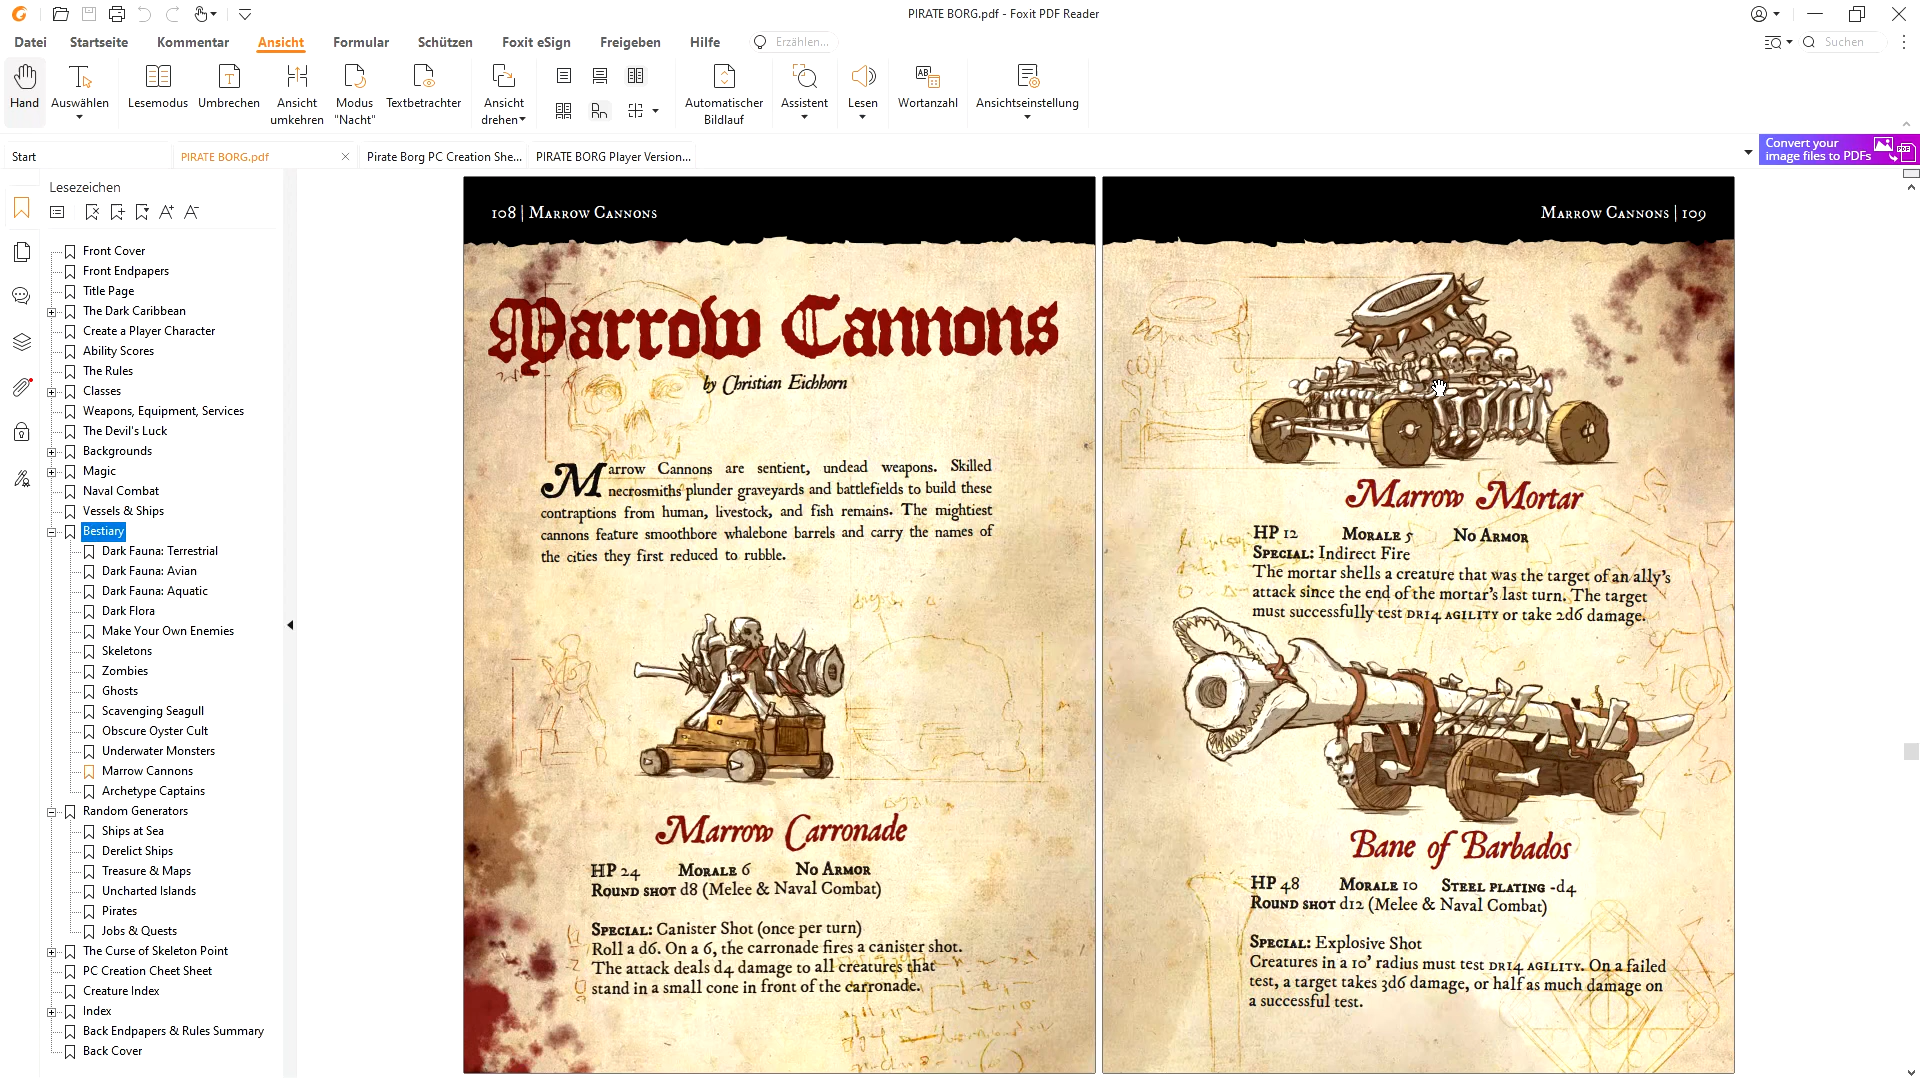 PIRATE BORG.pdf - Foxit PDF Reader
Datei Startseite Kommentar Ansicht Formular Schützen Foxit eSign Freigeben Hilfe Erzählen... Suchen
Hand Auswählen Lesemodus Umbrechen Ansicht umkehren Modus "Nacht" Textbetrachter Ansicht drehen Automatischer Bildlauf Assistent Lesen Wortanzahl Ansichtseinstellung
Start PIRATE BORG.pdf Pirate Borg PC Creation She... PIRATE BORG Player Version...
Convert your
image files to PDFs
Lesezeichen
Front Cover
Front Endpapers
Title Page
The Dark Caribbean
Create a Player Character
Ability Scores
The Rules
Classes
Weapons, Equipment, Services
The Devil's Luck
Backgrounds
Magic
Naval Combat
Vessels & Ships
Bestiary
Dark Fauna: Terrestrial
Dark Fauna: Avian
Dark Fauna: Aquatic
Dark Flora
Make Your Own Enemies
Skeletons
Zombies
Ghosts
Scavenging Seagull
Obscure Oyster Cult
Underwater Monsters
Marrow Cannons
Archetype Captains
Random Generators
Ships at Sea
Derelict Ships
Treasure & Maps
Uncharted Islands
Pirates
Jobs & Quests
The Curse of Skeleton Point
PC Creation Cheet Sheet
Creature Index
Index
Back Endpapers & Rules Summary
Back Cover
108 | Marrow Cannons
Marrow Cannons
by Christian Eichhorn
Marrow Cannons are sentient, undead weapons. Skilled
necrosmiths plunder graveyards and battlefields to build these
contraptions from human, livestock, and fish remains. The mightiest
cannons feature smoothbore whalebone barrels and carry the names of
the cities they first reduced to rubble.
Marrow Carronade
HP 24 Morale 6 No Armor
Round shot d8 (Melee & Naval Combat)
Special: Canister Shot (once per turn)
Roll a d6. On a 6, the carronade fires a canister shot.
The attack deals d4 damage to all creatures that
stand in a small cone in front of the carronade.
Marrow Cannons | 109
Marrow Mortar
HP 12 Morale 5 No Armor
Special: Indirect Fire
The mortar shells a creature that was the target of an ally's
attack since the end of the mortar's last turn. The target
must successfully test DR14 AGILITY or take 2d6 damage.
Bane of Barbados
HP 48 Morale 10 Steel plating -d4
Round shot d12 (Melee & Naval Combat)
Special: Explosive Shot
Creatures in a 10' radius must test DR14 AGILITY. On a failed
test, a target takes 3d6 damage, or half as much damage on
a successful test.